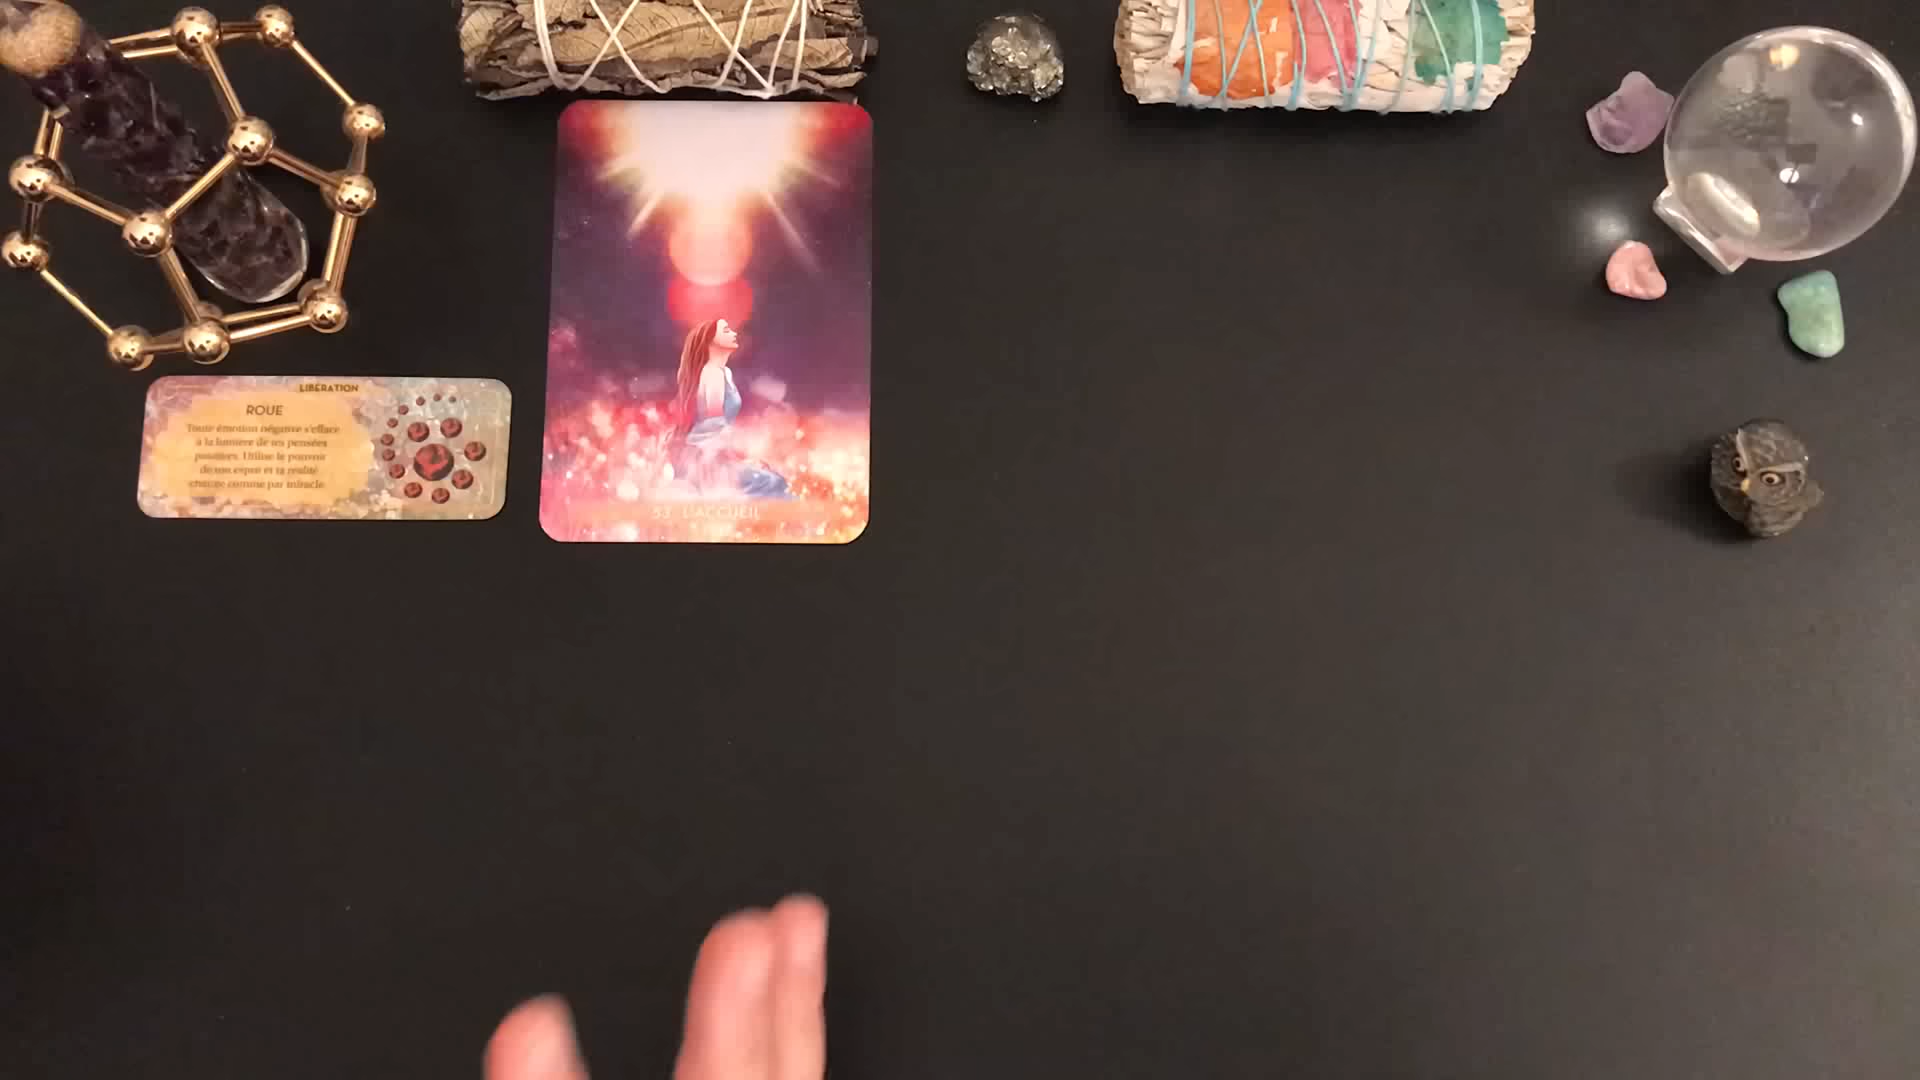 LIBÉRATION
ROUE
Toute émotion négative s'efface
à la lumière de tes pensées
positives. Utilise le pouvoir
de ton esprit et ta réalité
change comme par miracle.
53. L'ACCUEIL